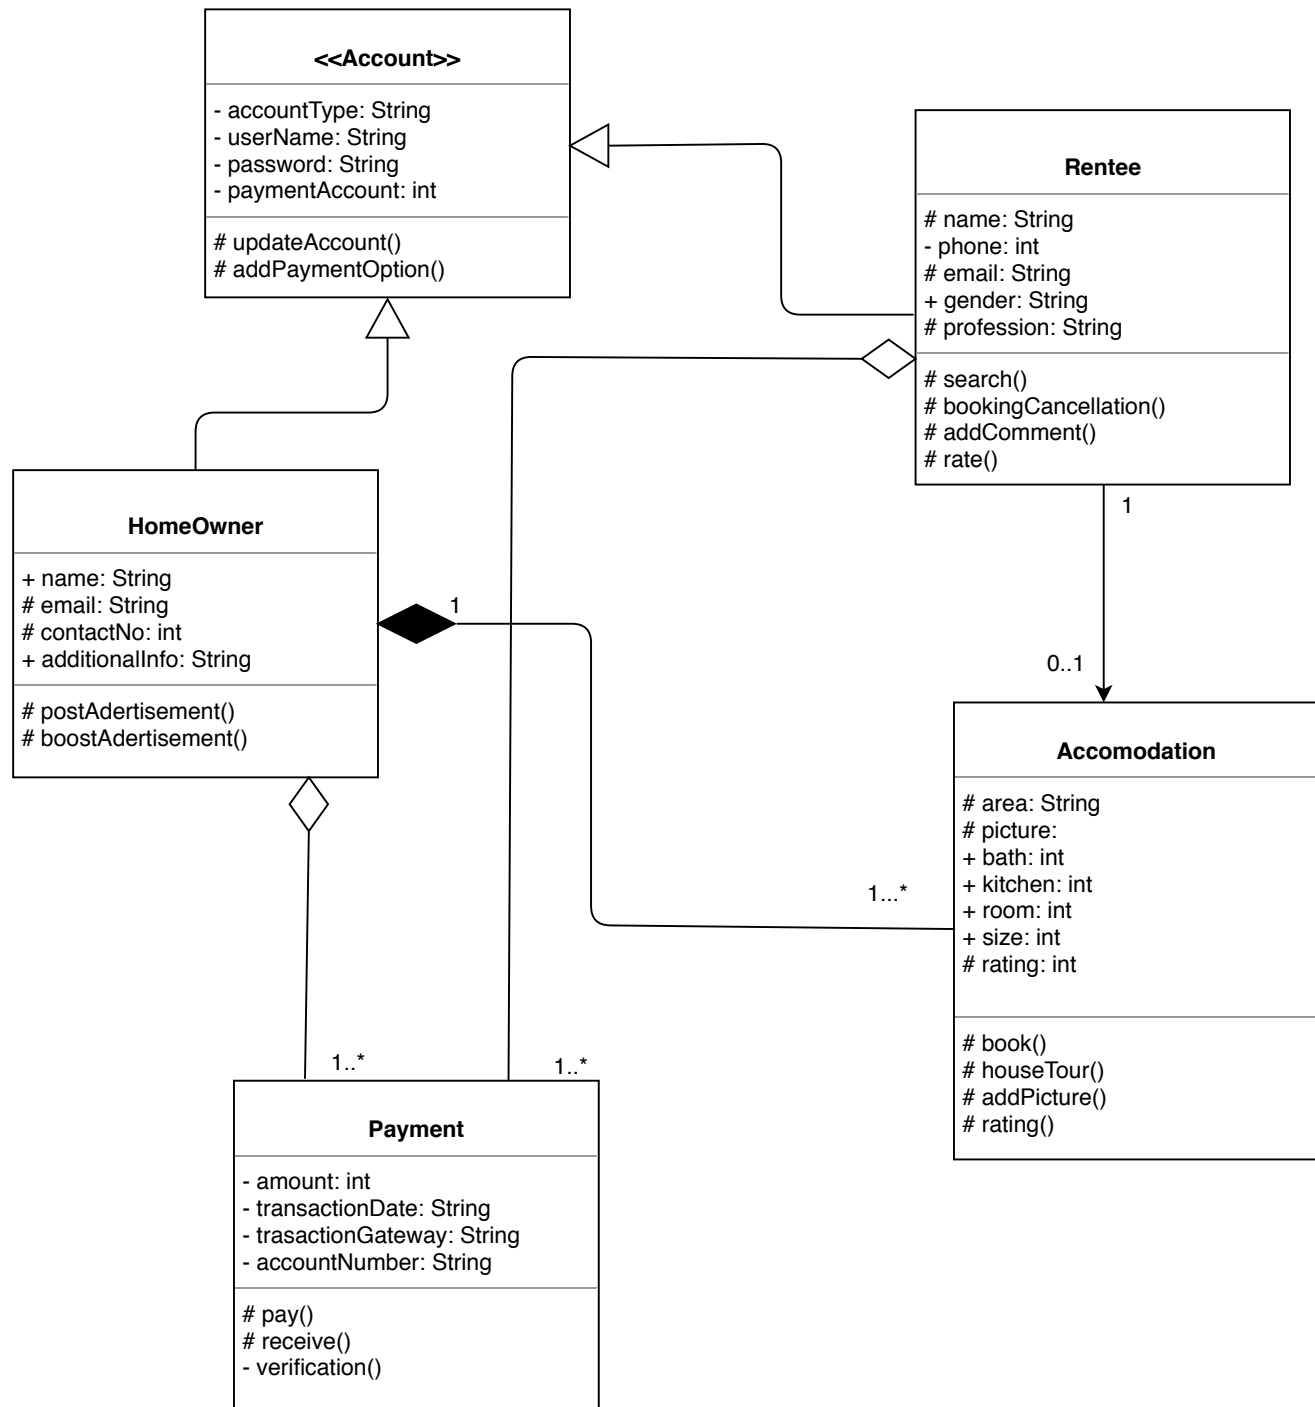 <<Account>>
- accountType: String
- userName: String
- password: String
- paymentAccount: int
# updateAccount()
# addPaymentOption()
Rentee
# name: String
- phone: int
# email: String
+ gender: String
# profession: String
# search()
# bookingCancellation()
# addComment()
# rate()
HomeOwner
+ name: String
# email: String
# contactNo: int
+ additionalInfo: String
# postAdertisement()
# boostAdertisement()
1
1
0..1
Accomodation
# area: String
# picture:
+ bath: int
+ kitchen: int
+ room: int
+ size: int
# rating: int
# book()
# houseTour()
# addPicture()
# rating()
1...*
1..*
1..*
Payment
- amount: int
- transactionDate: String
- trasactionGateway: String
- accountNumber: String
# pay()
# receive()
- verification()